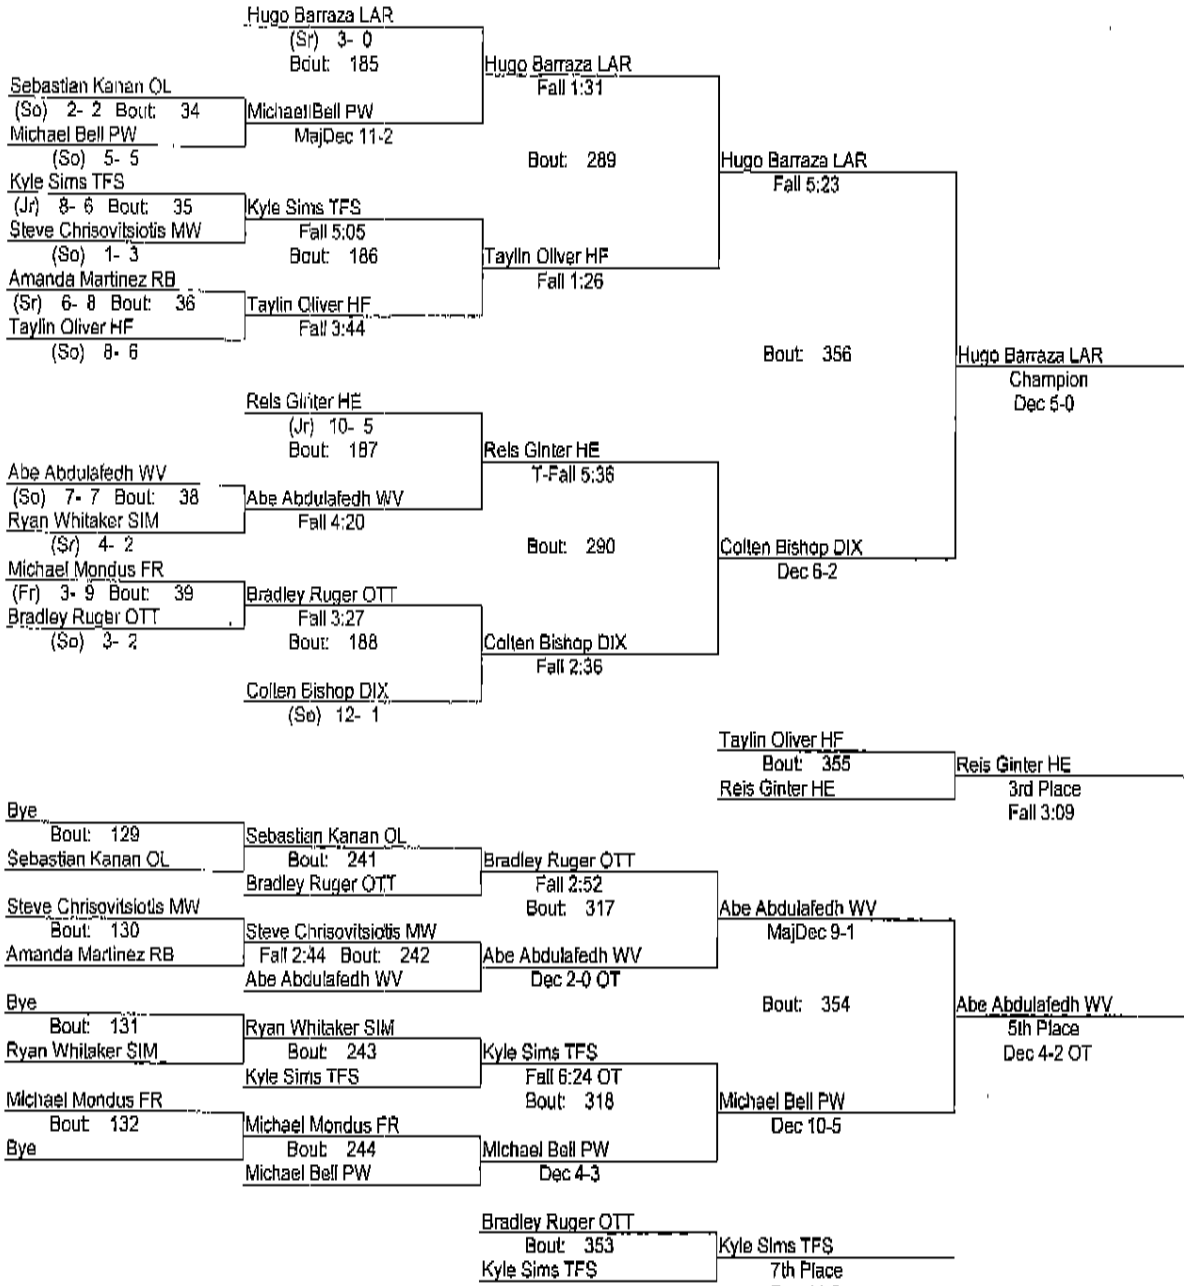 Hugo Barraza LAR
(Sr) 3- 0
Bout: 185
Hugo Barraza LAR
Fall 1:31
Sebastian Kanan OL
(So) 2- 2 Bout: 34
Michael Bell PW
MajDec 11-2
Michael Bell PW
(So) 5- 5
Bout: 289
Hugo Barraza LAR
Fall 5:23
Kyle Sims TFS
(Jr) 8- 6 Bout: 35
Kyle Sims TFS
Fall 5:05
Steve Chrisovitsiotis MW
(So) 1- 3
Bout: 186
Taylin Oliver HF
Fall 1:26
Amanda Martinez RB
(Sr) 6- 8 Bout: 36
Taylin Oliver HF
Fall 3:44
Taylin Oliver HF
(So) 8- 6
Bout: 356
Hugo Barraza LAR
Champion
Dec 5-0
Reis Ginter HE
(Jr) 10- 5
Bout: 187
Reis Ginter HE
T-Fall 5:36
Abe Abdulafedh WV
(So) 7- 7 Bout: 38
Abe Abdulafedh WV
Fall 4:20
Ryan Whitaker SIM
(Sr) 4- 2
Bout: 290
Colten Bishop DIX
Dec 6-2
Michael Mondus FR
(Fr) 3- 9 Bout: 39
Bradley Ruger OTT
Fall 3:27
Bradley Ruger OTT
(So) 3- 2
Bout: 188
Colten Bishop DIX
Fall 2:36
Colten Bishop DIX
(So) 12- 1
Taylin Oliver HF
Bout: 355
Reis Ginter HE
Reis Ginter HE
3rd Place
Fall 3:09
Bye
Bout: 129
Sebastian Kanan OL
Sebastian Kanan OL
Bout: 241
Bradley Ruger OTT
Bradley Ruger OTT
Fall 2:52
Bout: 317
Steve Chrisovitsiotis MW
Bout: 130
Amanda Martinez RB
Steve Chrisovitsiotis MW
Fall 2:44 Bout: 242
Abe Abdulafedh WV
Abe Abdulafedh WV
Dec 2-0 OT
Abe Abdulafedh WV
MajDec 9-1
Bye
Bout: 131
Ryan Whitaker SIM
Ryan Whitaker SIM
Bout: 243
Kyle Sims TFS
Kyle Sims TFS
Fall 6:24 OT
Bout: 318
Bout: 354
Abe Abdulafedh WV
5th Place
Dec 4-2 OT
Michael Mondus FR
Bout: 132
Bye
Michael Mondus FR
Bout: 244
Michael Bell PW
Michael Bell PW
Dec 4-3
Michael Bell PW
Dec 10-5
Bradley Ruger OTT
Bout: 353
Kyle Sims TFS
Kyle Sims TFS
7th Place